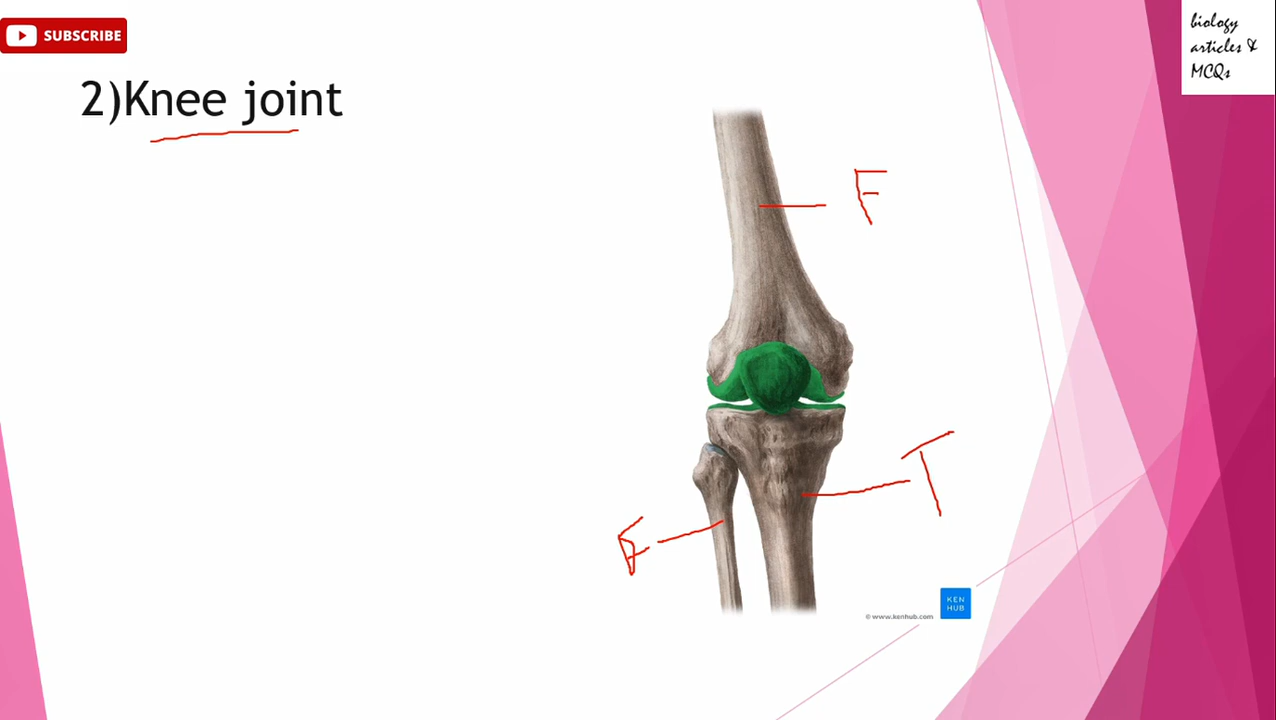 SUBSCRIBE
biology
articles &
MCQs
2)Knee joint
F
T
F
KEN
HUB
© www.kenhub.com